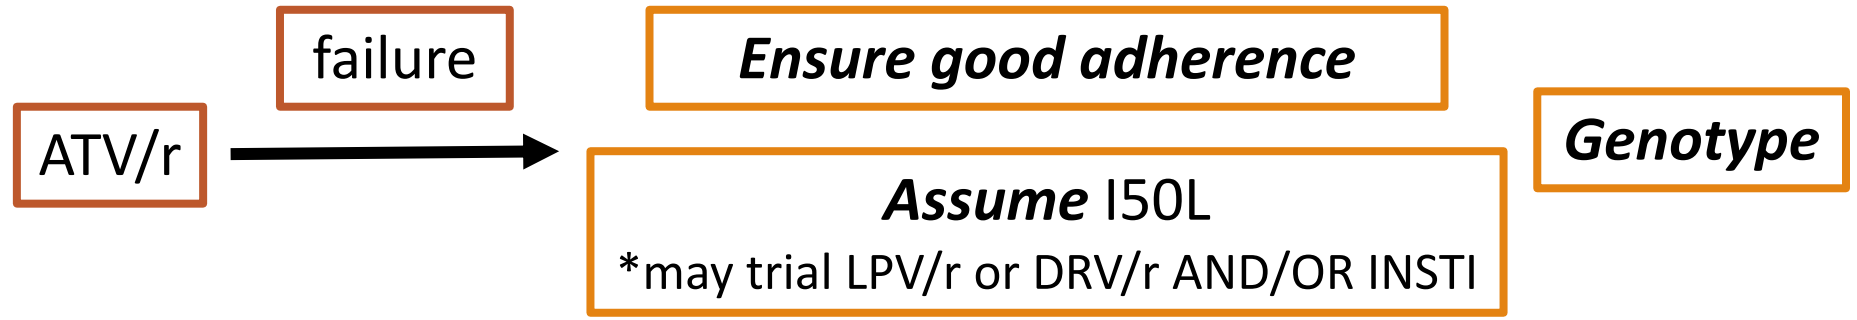 ATV/r
failure
Ensure good adherence
Assume I50L
*may trial LPV/r or DRV/r AND/OR INSTI
Genotype